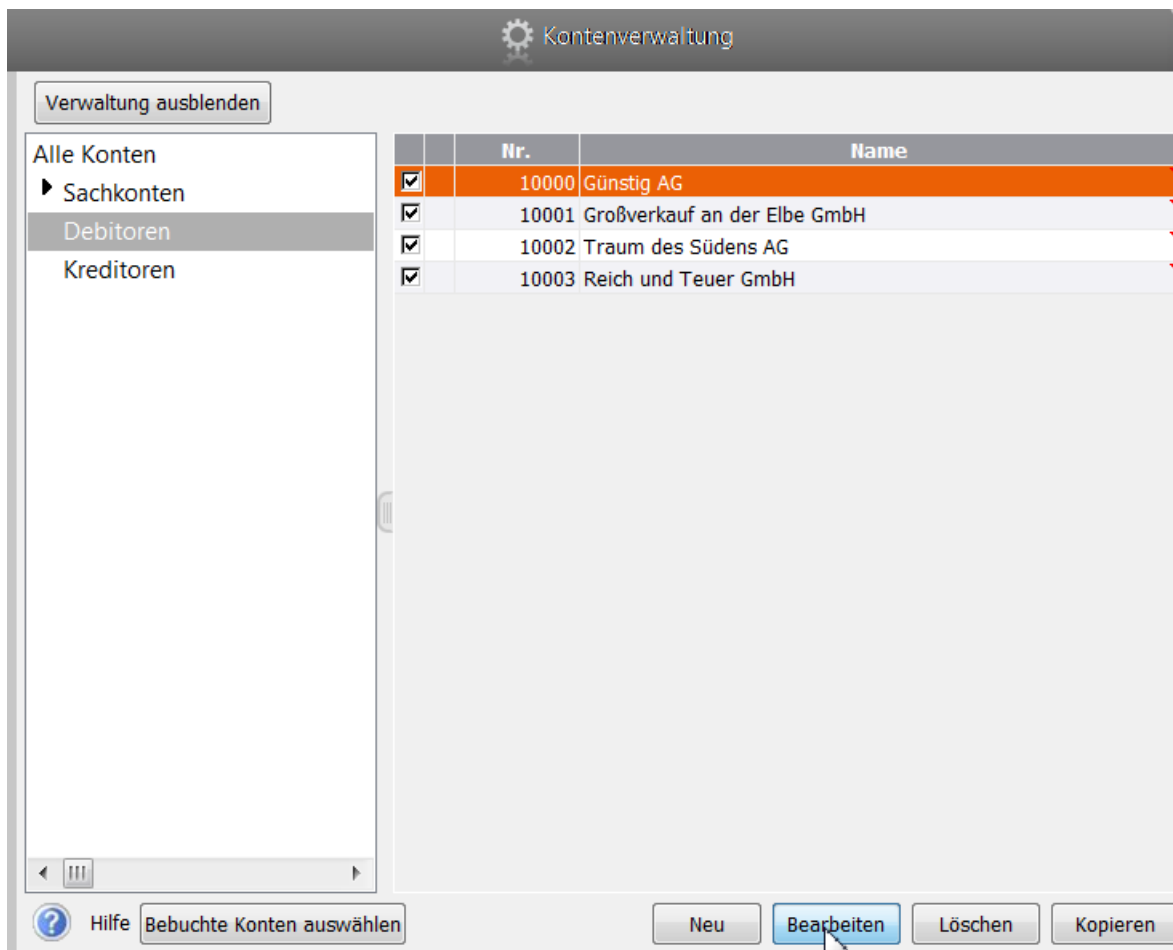 Kontenverwaltung
Verwaltung ausblenden
Alle Konten
Sachkonten
Debitoren
Kreditoren
Nr. Name
10000 Günstig AG
10001 Großverkauf an der Elbe GmbH
10002 Traum des Südens AG
10003 Reich und Teuer GmbH
Hilfe Bebuchte Konten auswählen Neu Bearbeiten Löschen Kopieren